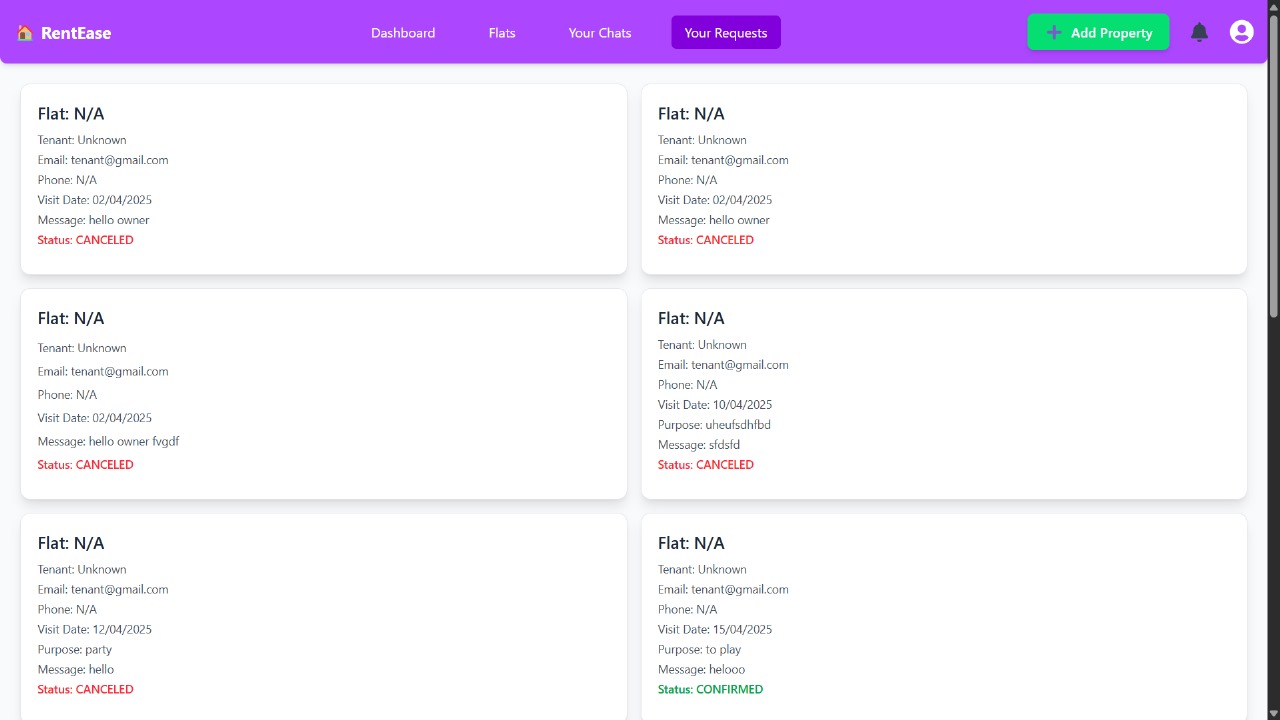 RentEase
Dashboard
Flats
Your Chats
Your Requests
Add Property
Flat: N/A
Tenant: Unknown
Email: tenant@gmail.com
Phone: N/A
Visit Date: 02/04/2025
Message: hello owner
Status: CANCELED
Flat: N/A
Tenant: Unknown
Email: tenant@gmail.com
Phone: N/A
Visit Date: 02/04/2025
Message: hello owner
Status: CANCELED
Flat: N/A
Tenant: Unknown
Email: tenant@gmail.com
Phone: N/A
Visit Date: 02/04/2025
Message: hello owner fvgdf
Status: CANCELED
Flat: N/A
Tenant: Unknown
Email: tenant@gmail.com
Phone: N/A
Visit Date: 10/04/2025
Purpose: uheufsdhfbd
Message: sfdsfd
Status: CANCELED
Flat: N/A
Tenant: Unknown
Email: tenant@gmail.com
Phone: N/A
Visit Date: 12/04/2025
Purpose: party
Message: hello
Status: CANCELED
Flat: N/A
Tenant: Unknown
Email: tenant@gmail.com
Phone: N/A
Visit Date: 15/04/2025
Purpose: to play
Message: helooo
Status: CONFIRMED